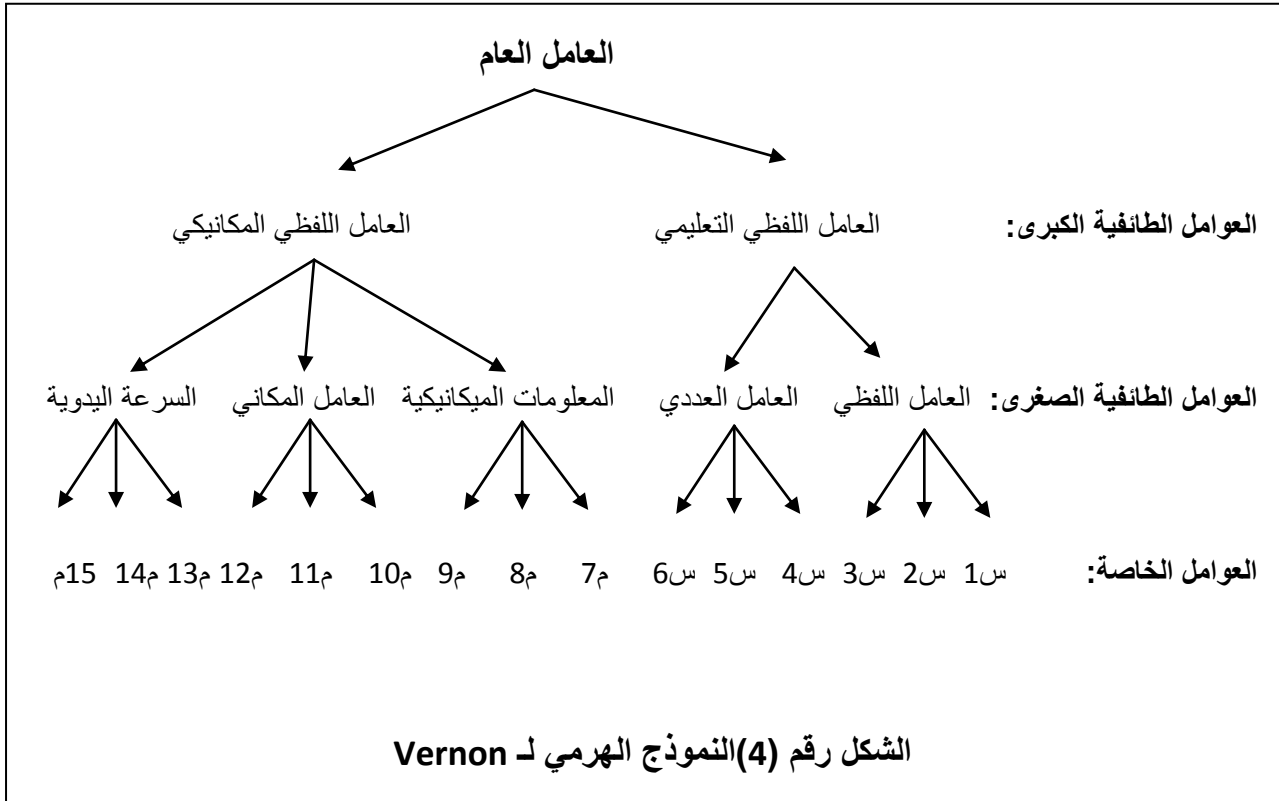 العامل العام
العوامل الطائفية الكبرى: العامل اللفظي التعليمي العامل اللفظي المكانيكي
العوامل الطائفية الصغرى: العامل اللفظي العامل العددي المعلومات الميكانيكية العامل المكاني السرعة اليدوية
العوامل الخاصة: س1 س2 س3 س4 س5 س6 م7 م8 م9 م10 م11 م12 م13 م14 15م
الشكل رقم (4)النموذج الهرمي لـ Vernon